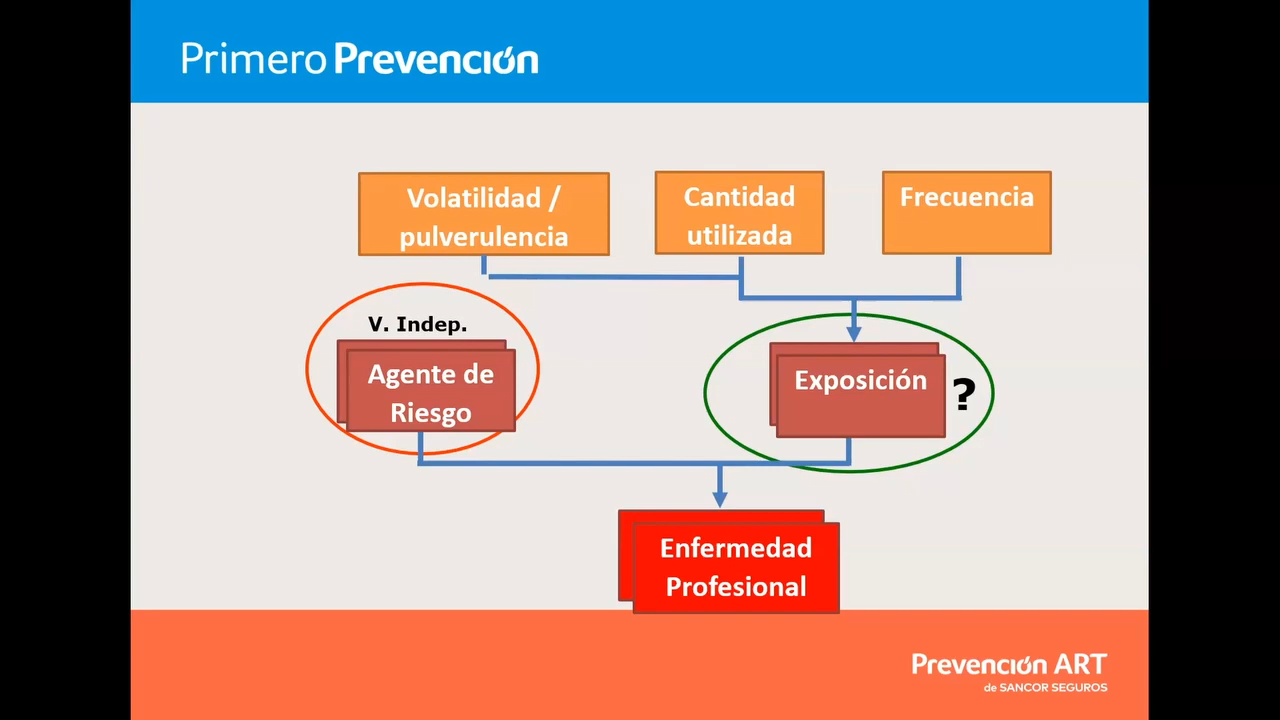 Primero Prevención
Volatilidad /
pulverulencia
Cantidad
utilizada
Frecuencia
V. Indep.
Agente de
Riesgo
Exposición
?
Enfermedad
Profesional
Prevención ART
de SANCOR SEGUROS